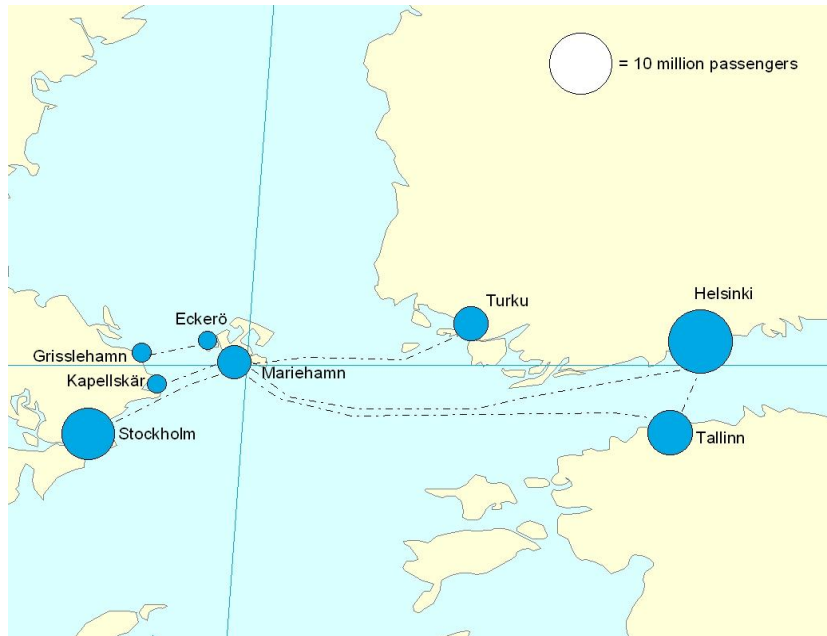 = 10 million passengers
Helsinki
Turku
Eckerö
Grisslehamn
Mariehamn
Kapellskär
Stockholm
Tallinn